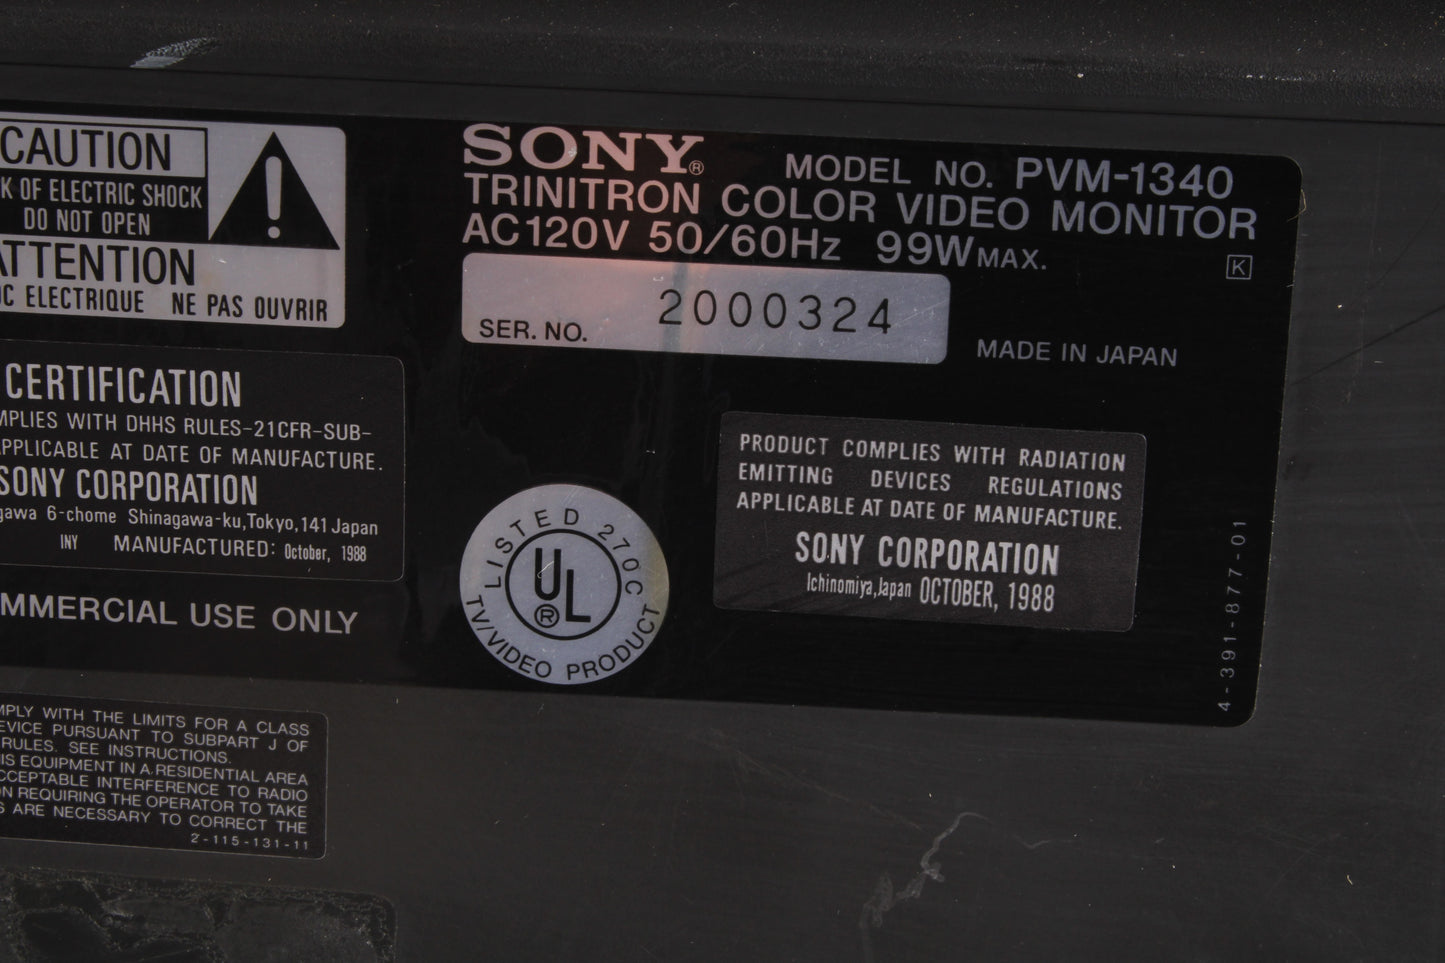 CAUTION
K OF ELECTRIC SHOCK
DO NOT OPEN
ATTENTION
OC ELECTRIQUE NE PAS OUVRIR
SONY®
MODEL NO. PVM-1340
TRINITRON COLOR VIDEO MONITOR
AC120V 50/60Hz 99W MAX.
K
SER. NO. 2000324
MADE IN JAPAN
CERTIFICATION
MPLIES WITH DHHS RULES-21CFR-SUB-
APPLICABLE AT DATE OF MANUFACTURE.
SONY CORPORATION
gawa 6-chome Shinagawa-ku,Tokyo,141 Japan
INY MANUFACTURED: October, 1988
MMERCIAL USE ONLY
LISTED 270C
UL®
TV/VIDEO PRODUCT
PRODUCT COMPLIES WITH RADIATION
EMITTING DEVICES REGULATIONS
APPLICABLE AT DATE OF MANUFACTURE.
SONY CORPORATION
Ichinomiya,Japan OCTOBER, 1988
4-391-877-01
MPLY WITH THE LIMITS FOR A CLASS
EVICE PURSUANT TO SUBPART J OF
RULES. SEE INSTRUCTIONS.
IS EQUIPMENT IN A RESIDENTIAL AREA
CCEPTABLE INTERFERENCE TO RADIO
ON REQUIRING THE OPERATOR TO TAKE
S ARE NECESSARY TO CORRECT THE
2-115-131-11